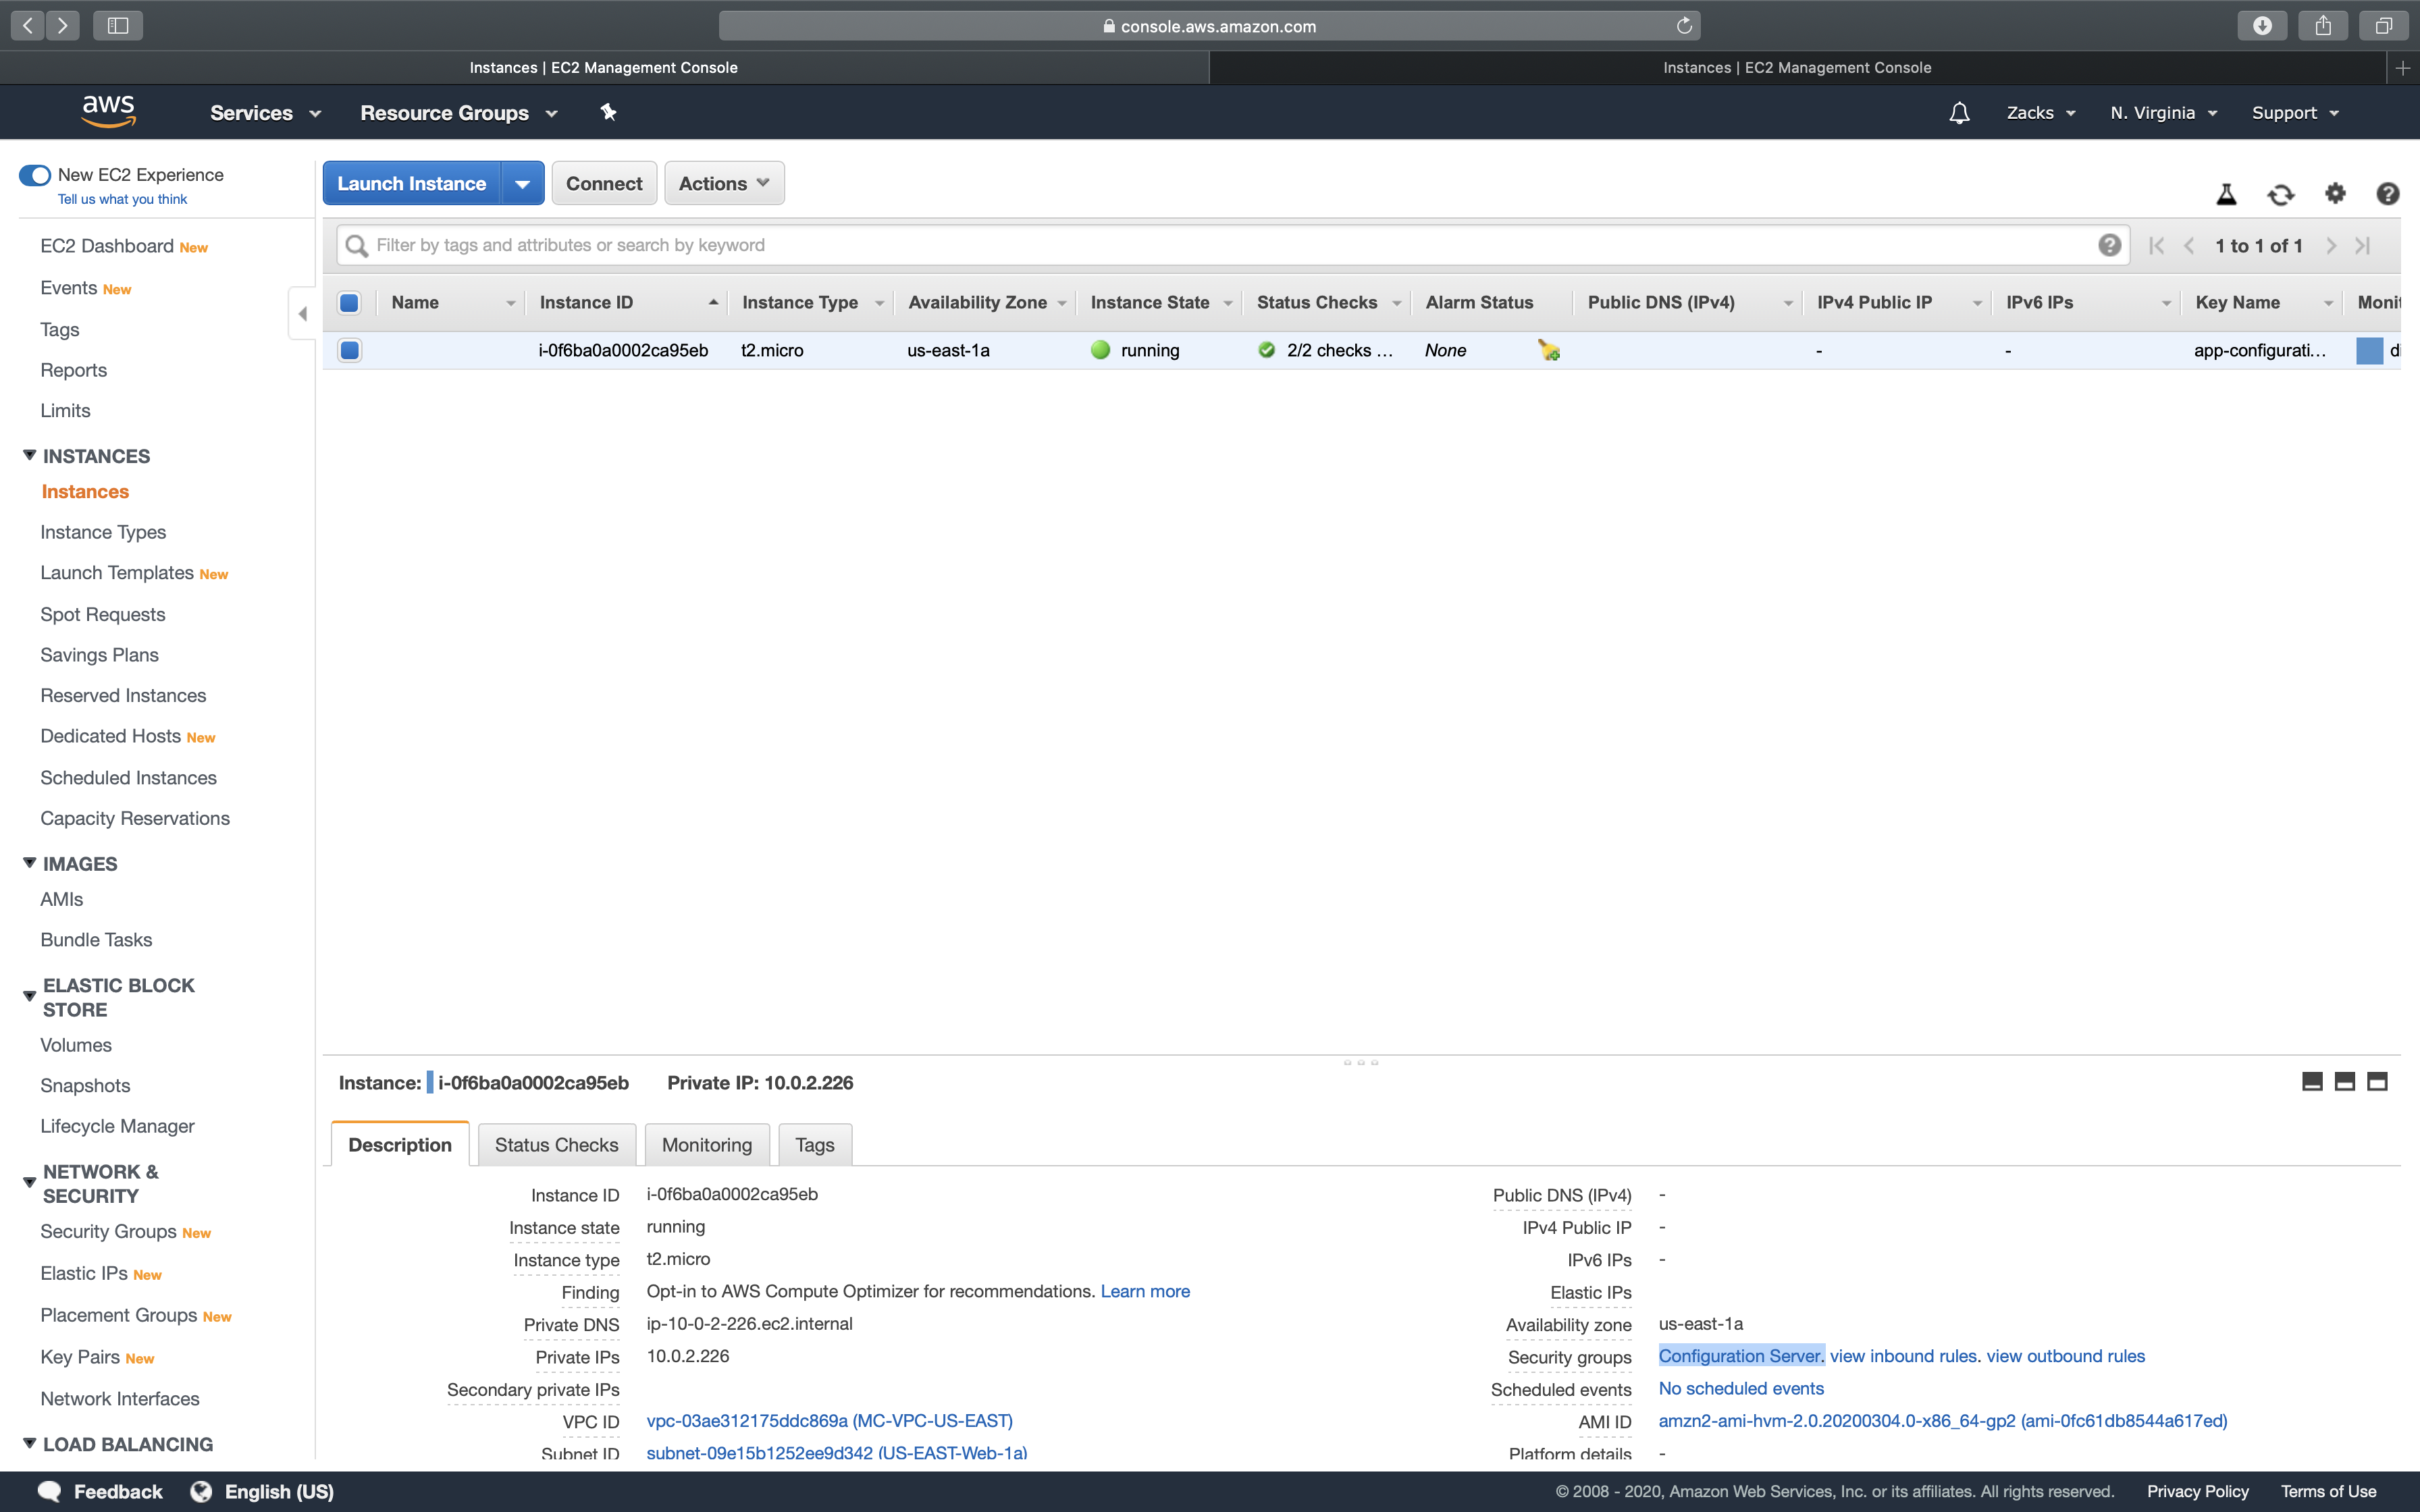 console.aws.amazon.com
Instances | EC2 Management Console
Instances | EC2 Management Console
aws
Services
Resource Groups
Zacks
N. Virginia
Support
New EC2 Experience
Tell us what you think
EC2 Dashboard New
Events New
Tags
Reports
Limits
INSTANCES
Instances
Instance Types
Launch Templates New
Spot Requests
Savings Plans
Reserved Instances
Dedicated Hosts New
Scheduled Instances
Capacity Reservations
IMAGES
AMIs
Bundle Tasks
ELASTIC BLOCK
STORE
Volumes
Snapshots
Lifecycle Manager
NETWORK &
SECURITY
Security Groups New
Elastic IPs New
Placement Groups New
Key Pairs New
Network Interfaces
LOAD BALANCING
Launch Instance
Connect
Actions
Filter by tags and attributes or search by keyword
1 to 1 of 1
Name Instance ID Instance Type Availability Zone Instance State Status Checks Alarm Status Public DNS (IPv4) IPv4 Public IP IPv6 IPs Key Name Monit
i-0f6ba0a0002ca95eb t2.micro us-east-1a running 2/2 checks ... None - - app-configurati... di
Instance: i-0f6ba0a0002ca95eb Private IP: 10.0.2.226
Description Status Checks Monitoring Tags
Instance ID i-0f6ba0a0002ca95eb
Instance state running
Instance type t2.micro
Finding Opt-in to AWS Compute Optimizer for recommendations. Learn more
Private DNS ip-10-0-2-226.ec2.internal
Private IPs 10.0.2.226
Secondary private IPs
VPC ID vpc-03ae312175ddc869a (MC-VPC-US-EAST)
Subnet ID subnet-09e15b1252ee9d342 (US-EAST-Web-1a)
Public DNS (IPv4) -
IPv4 Public IP -
IPv6 IPs -
Elastic IPs
Availability zone us-east-1a
Security groups Configuration Server. view inbound rules. view outbound rules
Scheduled events No scheduled events
AMI ID amzn2-ami-hvm-2.0.20200304.0-x86_64-gp2 (ami-0fc61db8544a617ed)
Platform details -
Feedback
English (US)
© 2008 - 2020, Amazon Web Services, Inc. or its affiliates. All rights reserved.
Privacy Policy
Terms of Use